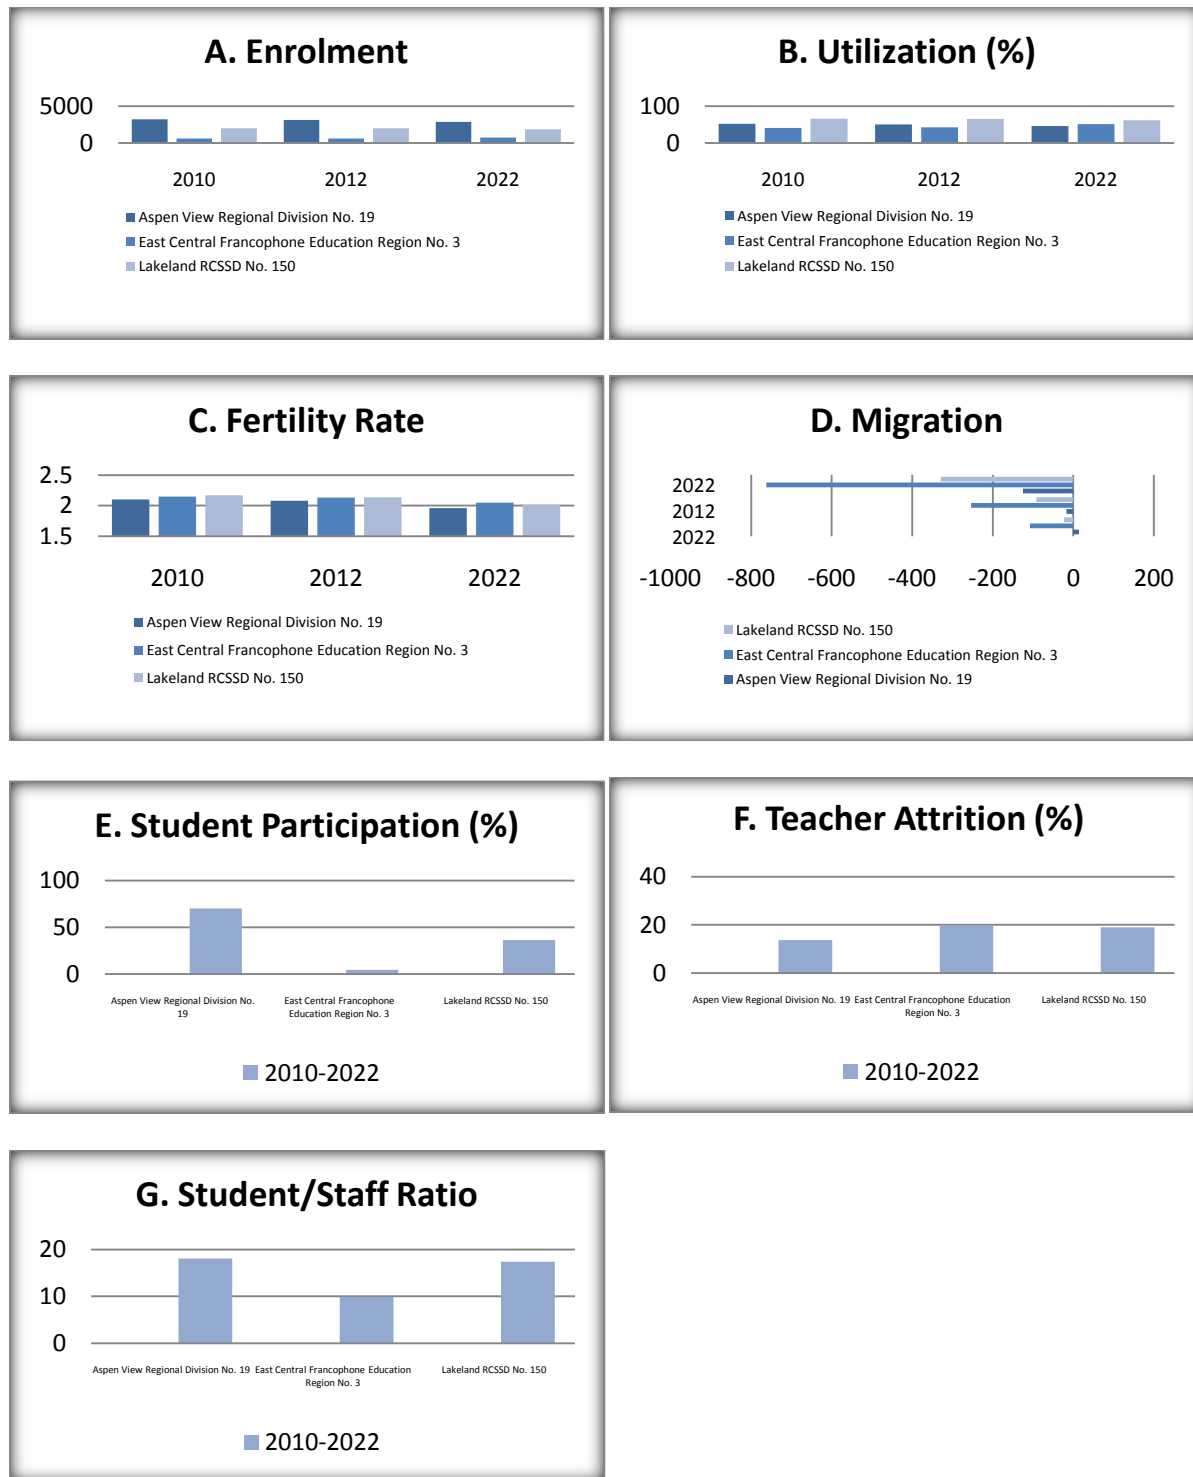 A. Enrolment
5000
0
2010 2012 2022
Aspen View Regional Division No. 19
East Central Francophone Education Region No. 3
Lakeland RCSSD No. 150
B. Utilization (%)
100
0
2010 2012 2022
Aspen View Regional Division No. 19
East Central Francophone Education Region No. 3
Lakeland RCSSD No. 150
C. Fertility Rate
2.5
2
1.5
2010 2012 2022
Aspen View Regional Division No. 19
East Central Francophone Education Region No. 3
Lakeland RCSSD No. 150
D. Migration
2022
2012
2022
-1000 -800 -600 -400 -200 0 200
Lakeland RCSSD No. 150
East Central Francophone Education Region No. 3
Aspen View Regional Division No. 19
E. Student Participation (%)
100
50
0
Aspen View Regional Division No.
19
East Central Francophone
Education Region No. 3
Lakeland RCSSD No. 150
2010-2022
F. Teacher Attrition (%)
40
20
0
Aspen View Regional Division No. 19
East Central Francophone Education
Region No. 3
Lakeland RCSSD No. 150
2010-2022
G. Student/Staff Ratio
20
10
0
Aspen View Regional Division No. 19
East Central Francophone Education
Region No. 3
Lakeland RCSSD No. 150
2010-2022